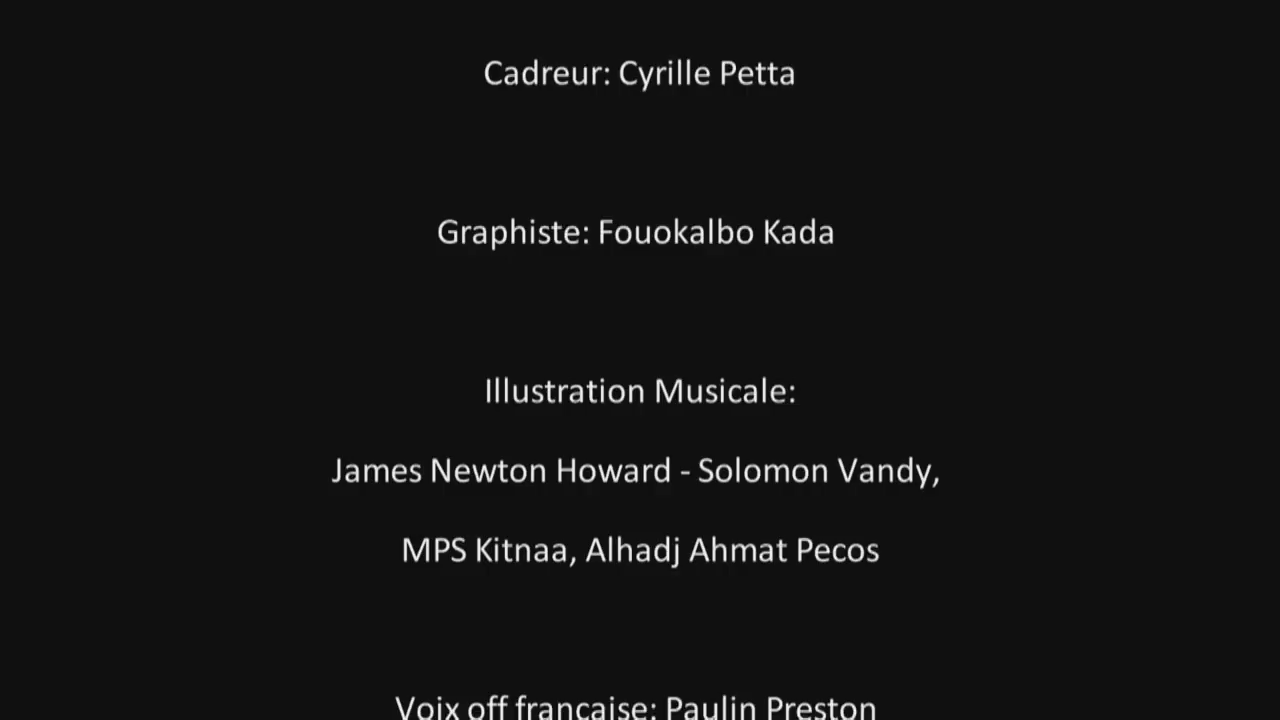 Cadreur: Cyrille Petta
Graphiste: Fouokalbo Kada
Illustration Musicale:
James Newton Howard - Solomon Vandy,
MPS Kitnaa, Alhadj Ahmat Pecos
Voix off française: Paulin Preston